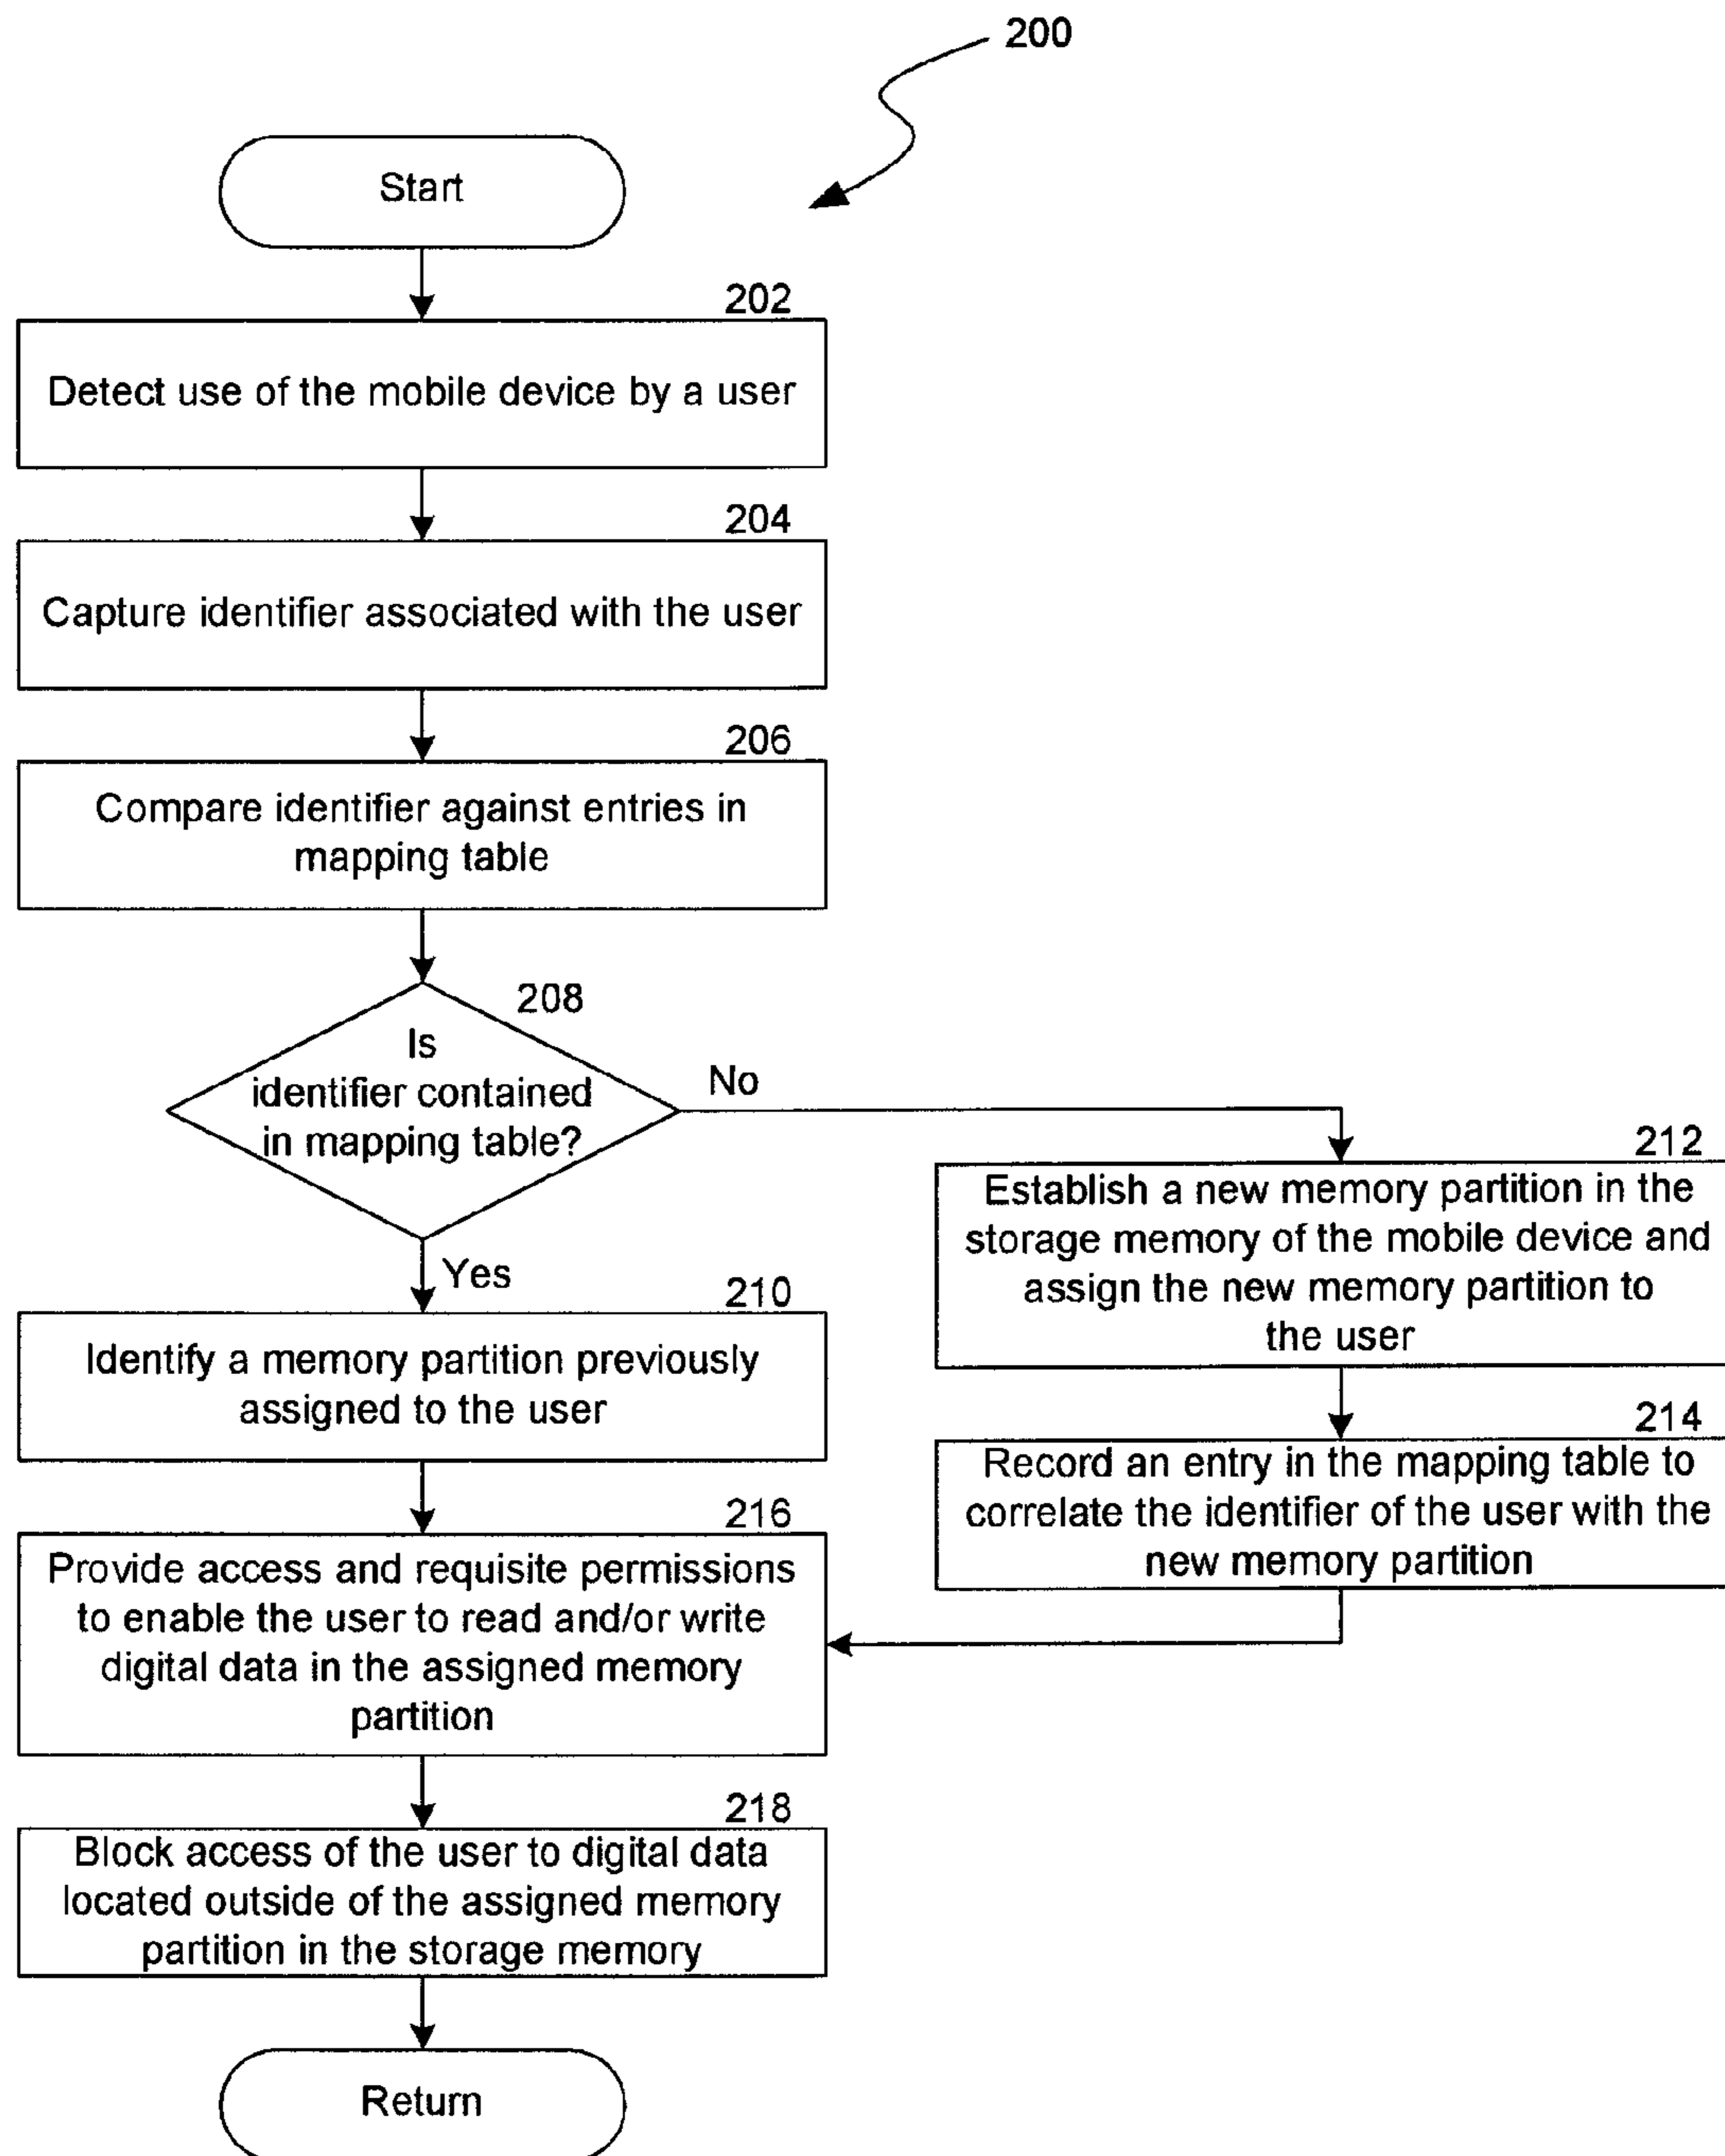 200
Start
202
Detect use of the mobile device by a user
204
Capture identifier associated with the user
206
Compare identifier against entries in
mapping table
208
Is
identifier contained
in mapping table?
No
Yes
212
Establish a new memory partition in the
storage memory of the mobile device and
assign the new memory partition to
the user
210
Identify a memory partition previously
assigned to the user
214
Record an entry in the mapping table to
correlate the identifier of the user with the
new memory partition
216
Provide access and requisite permissions
to enable the user to read and/or write
digital data in the assigned memory
partition
218
Block access of the user to digital data
located outside of the assigned memory
partition in the storage memory
Return